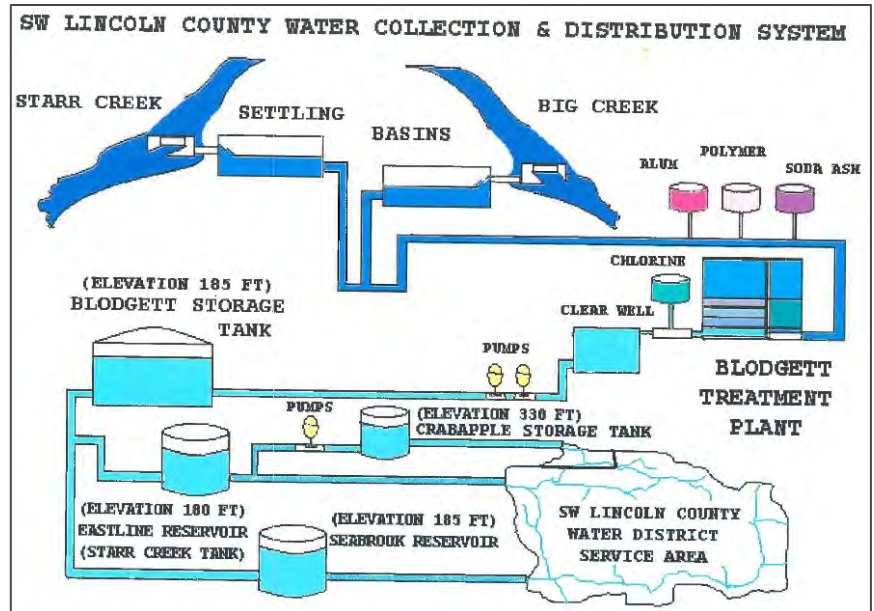 SW LINCOLN COUNTY WATER COLLECTION & DISTRIBUTION SYSTEM
STARR CREEK
SETTLING
BASINS
BIG CREEK
ALUM
POLYMER
SODA ASH
(ELEVATION 185 FT)
BLODGETT STORAGE
TANK
CHLORINE
CLEAR WELL
PUMPS
BLODGETT
TREATMENT
PLANT
PUMPS
(ELEVATION 330 FT)
CRABAPPLE STORAGE TANK
(ELEVATION 180 FT)
EASTLINE RESERVOIR
(STARR CREEK TANK)
(ELEVATION 185 FT)
SEABROOK RESERVOIR
SW LINCOLN COUNTY
WATER DISTRICT
SERVICE AREA